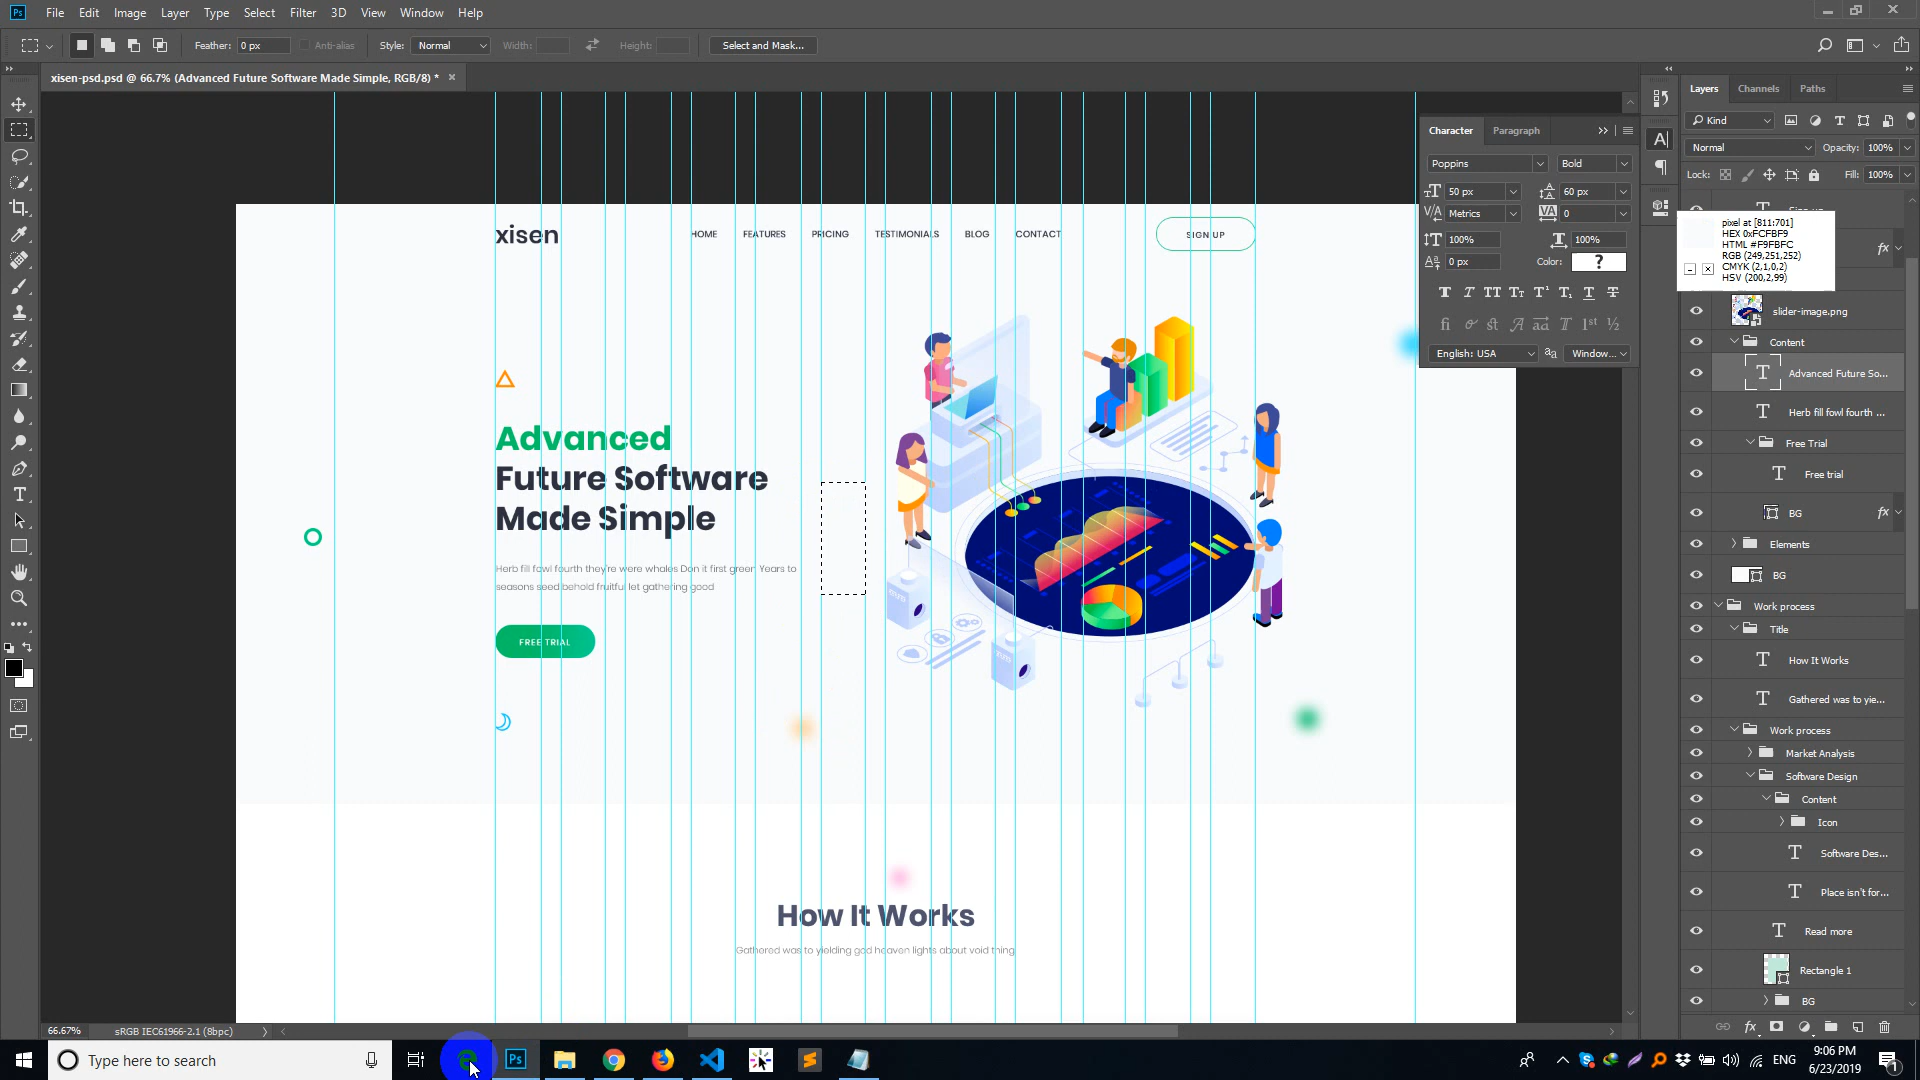 Ps File Edit Image Layer Type Select Filter 3D View Window Help
Feather: 0 px Anti-alias Style: Normal Width: Height: Select and Mask...
xisen-psd.psd @ 66.7% (Advanced Future Software Made Simple, RGB/8) *
xisen
HOME FEATURES PRICING TESTIMONIALS BLOG CONTACT
SIGN UP
Advanced
Future Software
Made Simple
Herb fill fowl fourth they're were whales Don it first green Years to
seasons seed behold fruitful let gathering good
FREE TRIAL
How It Works
Gathered was to yielding god heaven lights about void thing
Character Paragraph
Poppins Bold
50 px 60 px
Metrics 0
100% 100%
0 px Color: ?
English: USA Window...
Layers Channels Paths
Kind
Normal Opacity: 100%
Lock: Fill: 100%
pixel at [811:701]
HEX 0xFCFBF9
HTML #F9FBFC
RGB (249,251,252)
CMYK (2,1,0,2)
HSV (200,2,99)
slider-image.png
Content
Advanced Future So...
Herb fill fowl fourth ...
Free Trial
Free trial
BG
Elements
BG
Work process
Title
How It Works
Gathered was to yie...
Work process
Market Analysis
Software Design
Content
Icon
Software Des...
Place isn't for...
Read more
Rectangle 1
BG
66.67% sRGB IEC61966-2.1 (8bpc)
Type here to search
Ps
ENG
9:06 PM
6/23/2019
1